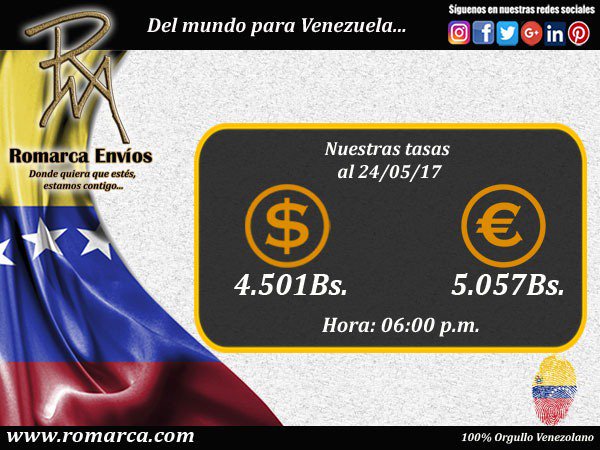 Síguenos en nuestras redes sociales
Del mundo para Venezuela...
Romarca Envíos
Donde quiera que estés,
estamos contigo...
Nuestras tasas
al 24/05/17
$ €
4.501Bs. 5.057Bs.
Hora: 06:00 p.m.
www.romarca.com
100% Orgullo Venezolano